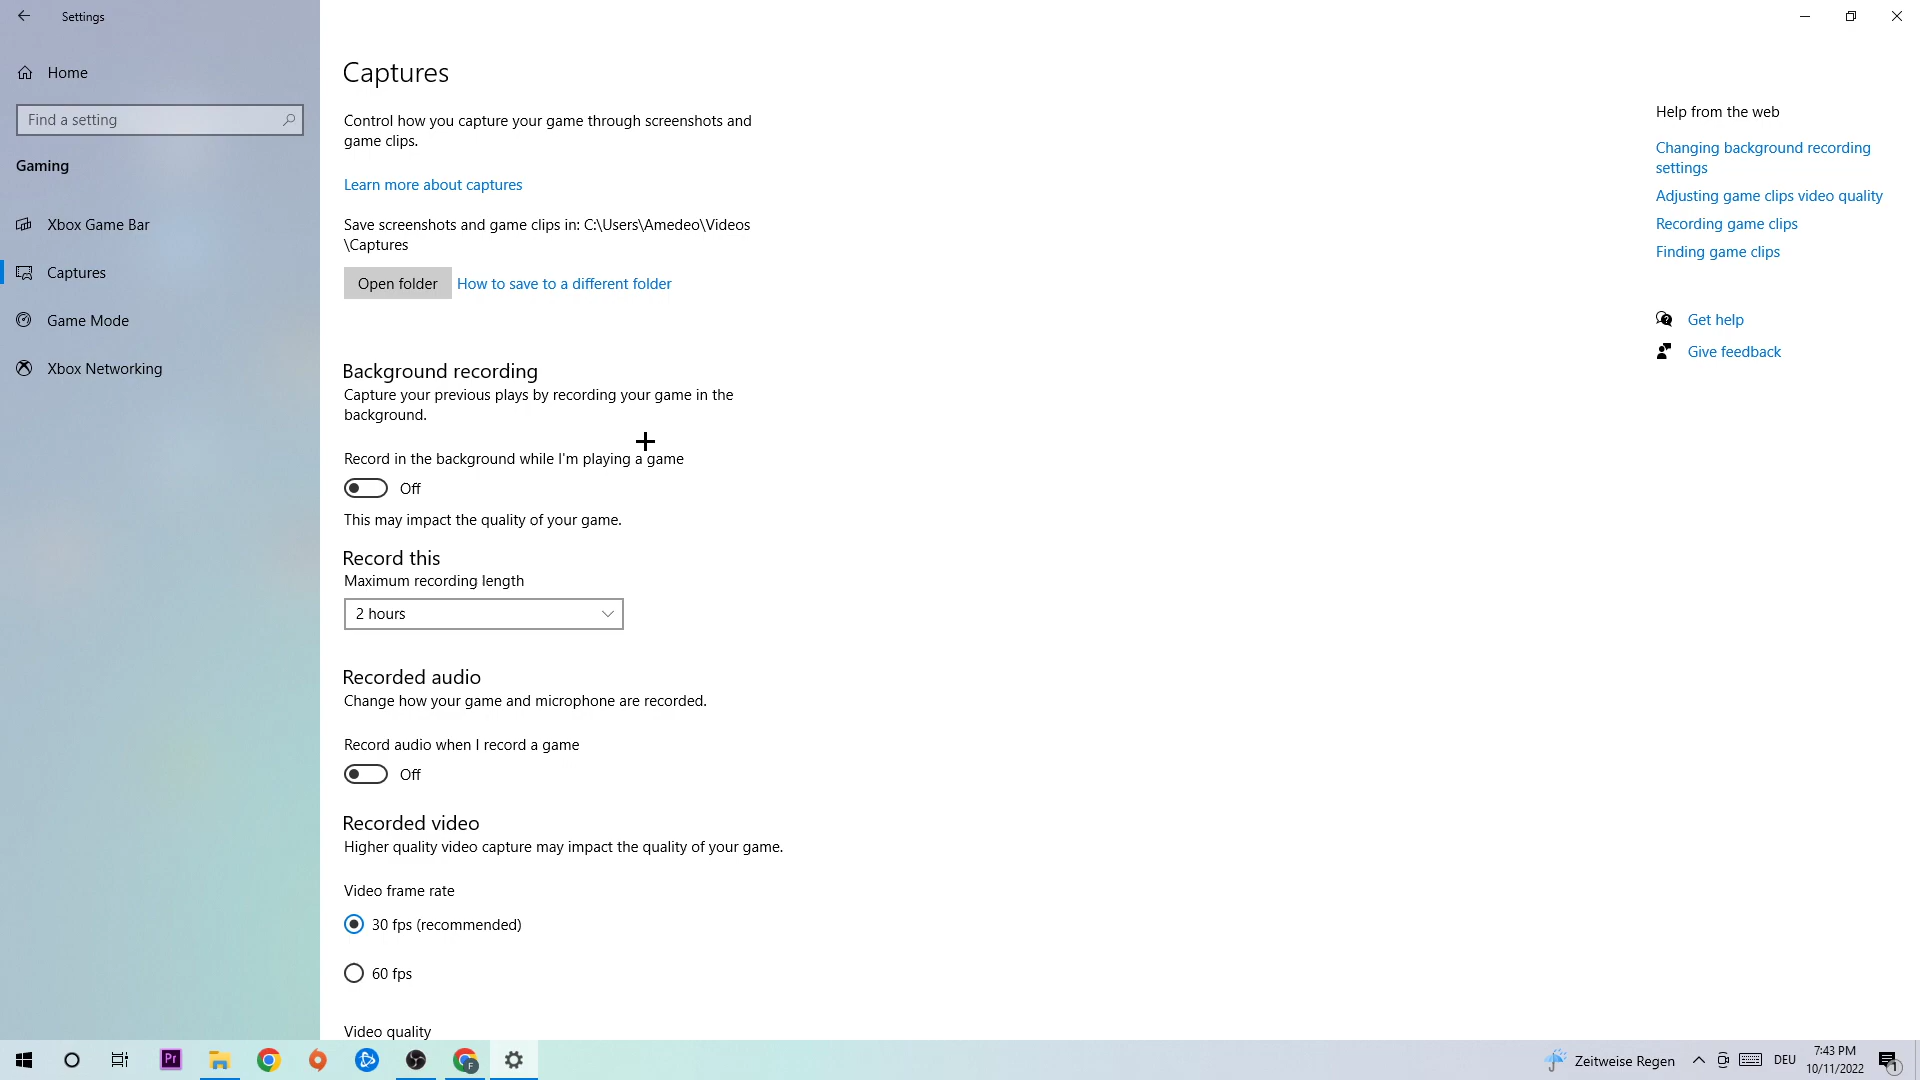 Settings
Home
Find a setting
Gaming
Xbox Game Bar
Captures
Game Mode
Xbox Networking
Captures
Control how you capture your game through screenshots and
game clips.
Learn more about captures
Save screenshots and game clips in: C:\Users\Amedeo\Videos
\Captures
Open folder
How to save to a different folder
Background recording
Capture your previous plays by recording your game in the
background.
Record in the background while I'm playing a game
Off
This may impact the quality of your game.
Record this
Maximum recording length
2 hours
Recorded audio
Change how your game and microphone are recorded.
Record audio when I record a game
Off
Recorded video
Higher quality video capture may impact the quality of your game.
Video frame rate
30 fps (recommended)
60 fps
Video quality
Help from the web
Changing background recording
settings
Adjusting game clips video quality
Recording game clips
Finding game clips
Get help
Give feedback
Pr
F
Zeitweise Regen
DEU
7:43 PM
10/11/2022
1